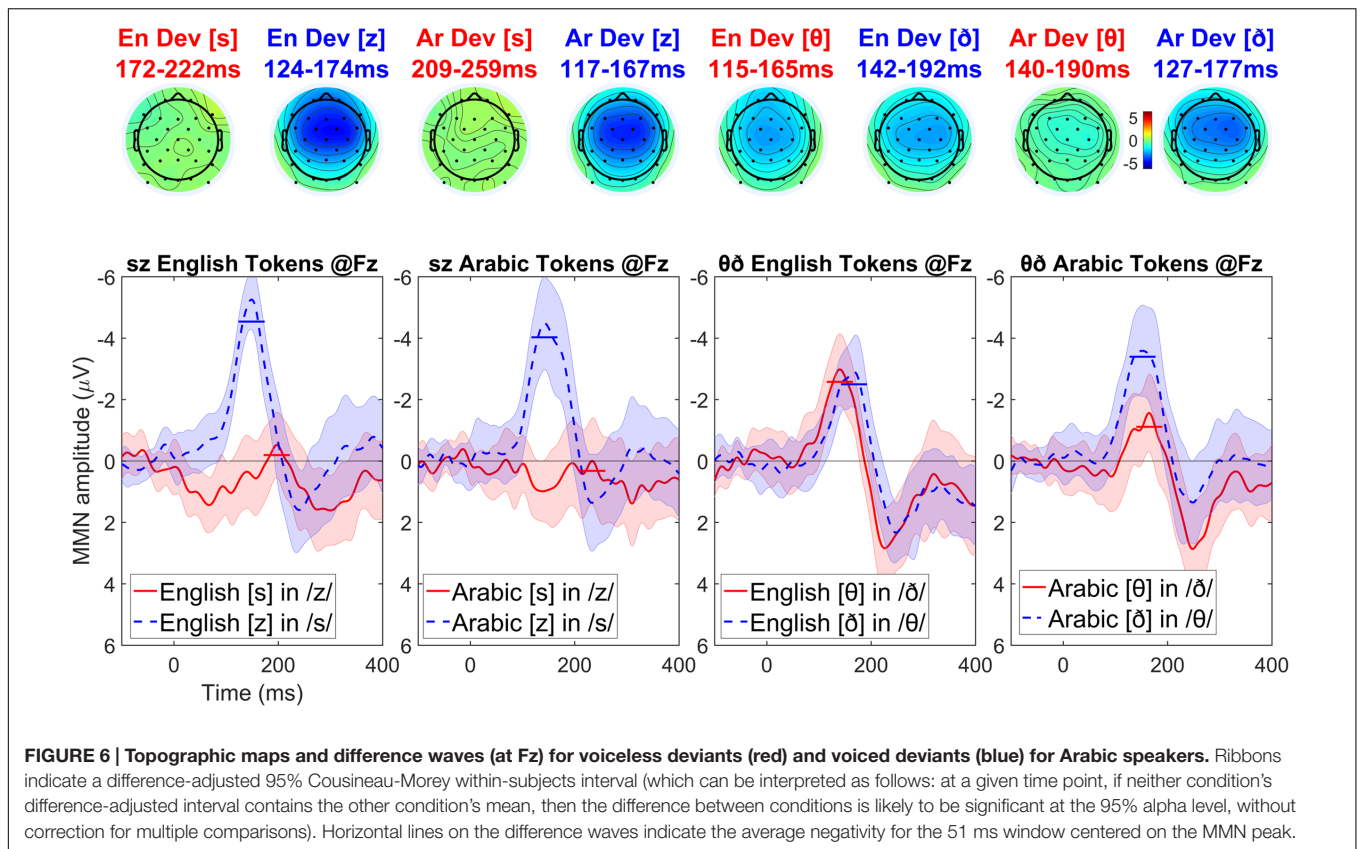 En Dev [s] En Dev [z] Ar Dev [s] Ar Dev [z] En Dev [θ] En Dev [ð] Ar Dev [θ] Ar Dev [ð]
172-222ms 124-174ms 209-259ms 117-167ms 115-165ms 142-192ms 140-190ms 127-177ms
5
0
-5
sz English Tokens @Fz sz Arabic Tokens @Fz θð English Tokens @Fz θð Arabic Tokens @Fz
-6
-4
-2
0
2
4
6
MMN amplitude (μV)
English [s] in /z/
English [z] in /s/
Arabic [s] in /z/
Arabic [z] in /s/
English [θ] in /ð/
English [ð] in /θ/
Arabic [θ] in /ð/
Arabic [ð] in /θ/
0 200 400 0 200 400 0 200 400 0 200 400
Time (ms)
FIGURE 6 | Topographic maps and difference waves (at Fz) for voiceless deviants (red) and voiced deviants (blue) for Arabic speakers. Ribbons
indicate a difference-adjusted 95% Cousineau-Morey within-subjects interval (which can be interpreted as follows: at a given time point, if neither condition's
difference-adjusted interval contains the other condition's mean, then the difference between conditions is likely to be significant at the 95% alpha level, without
correction for multiple comparisons). Horizontal lines on the difference waves indicate the average negativity for the 51 ms window centered on the MMN peak.